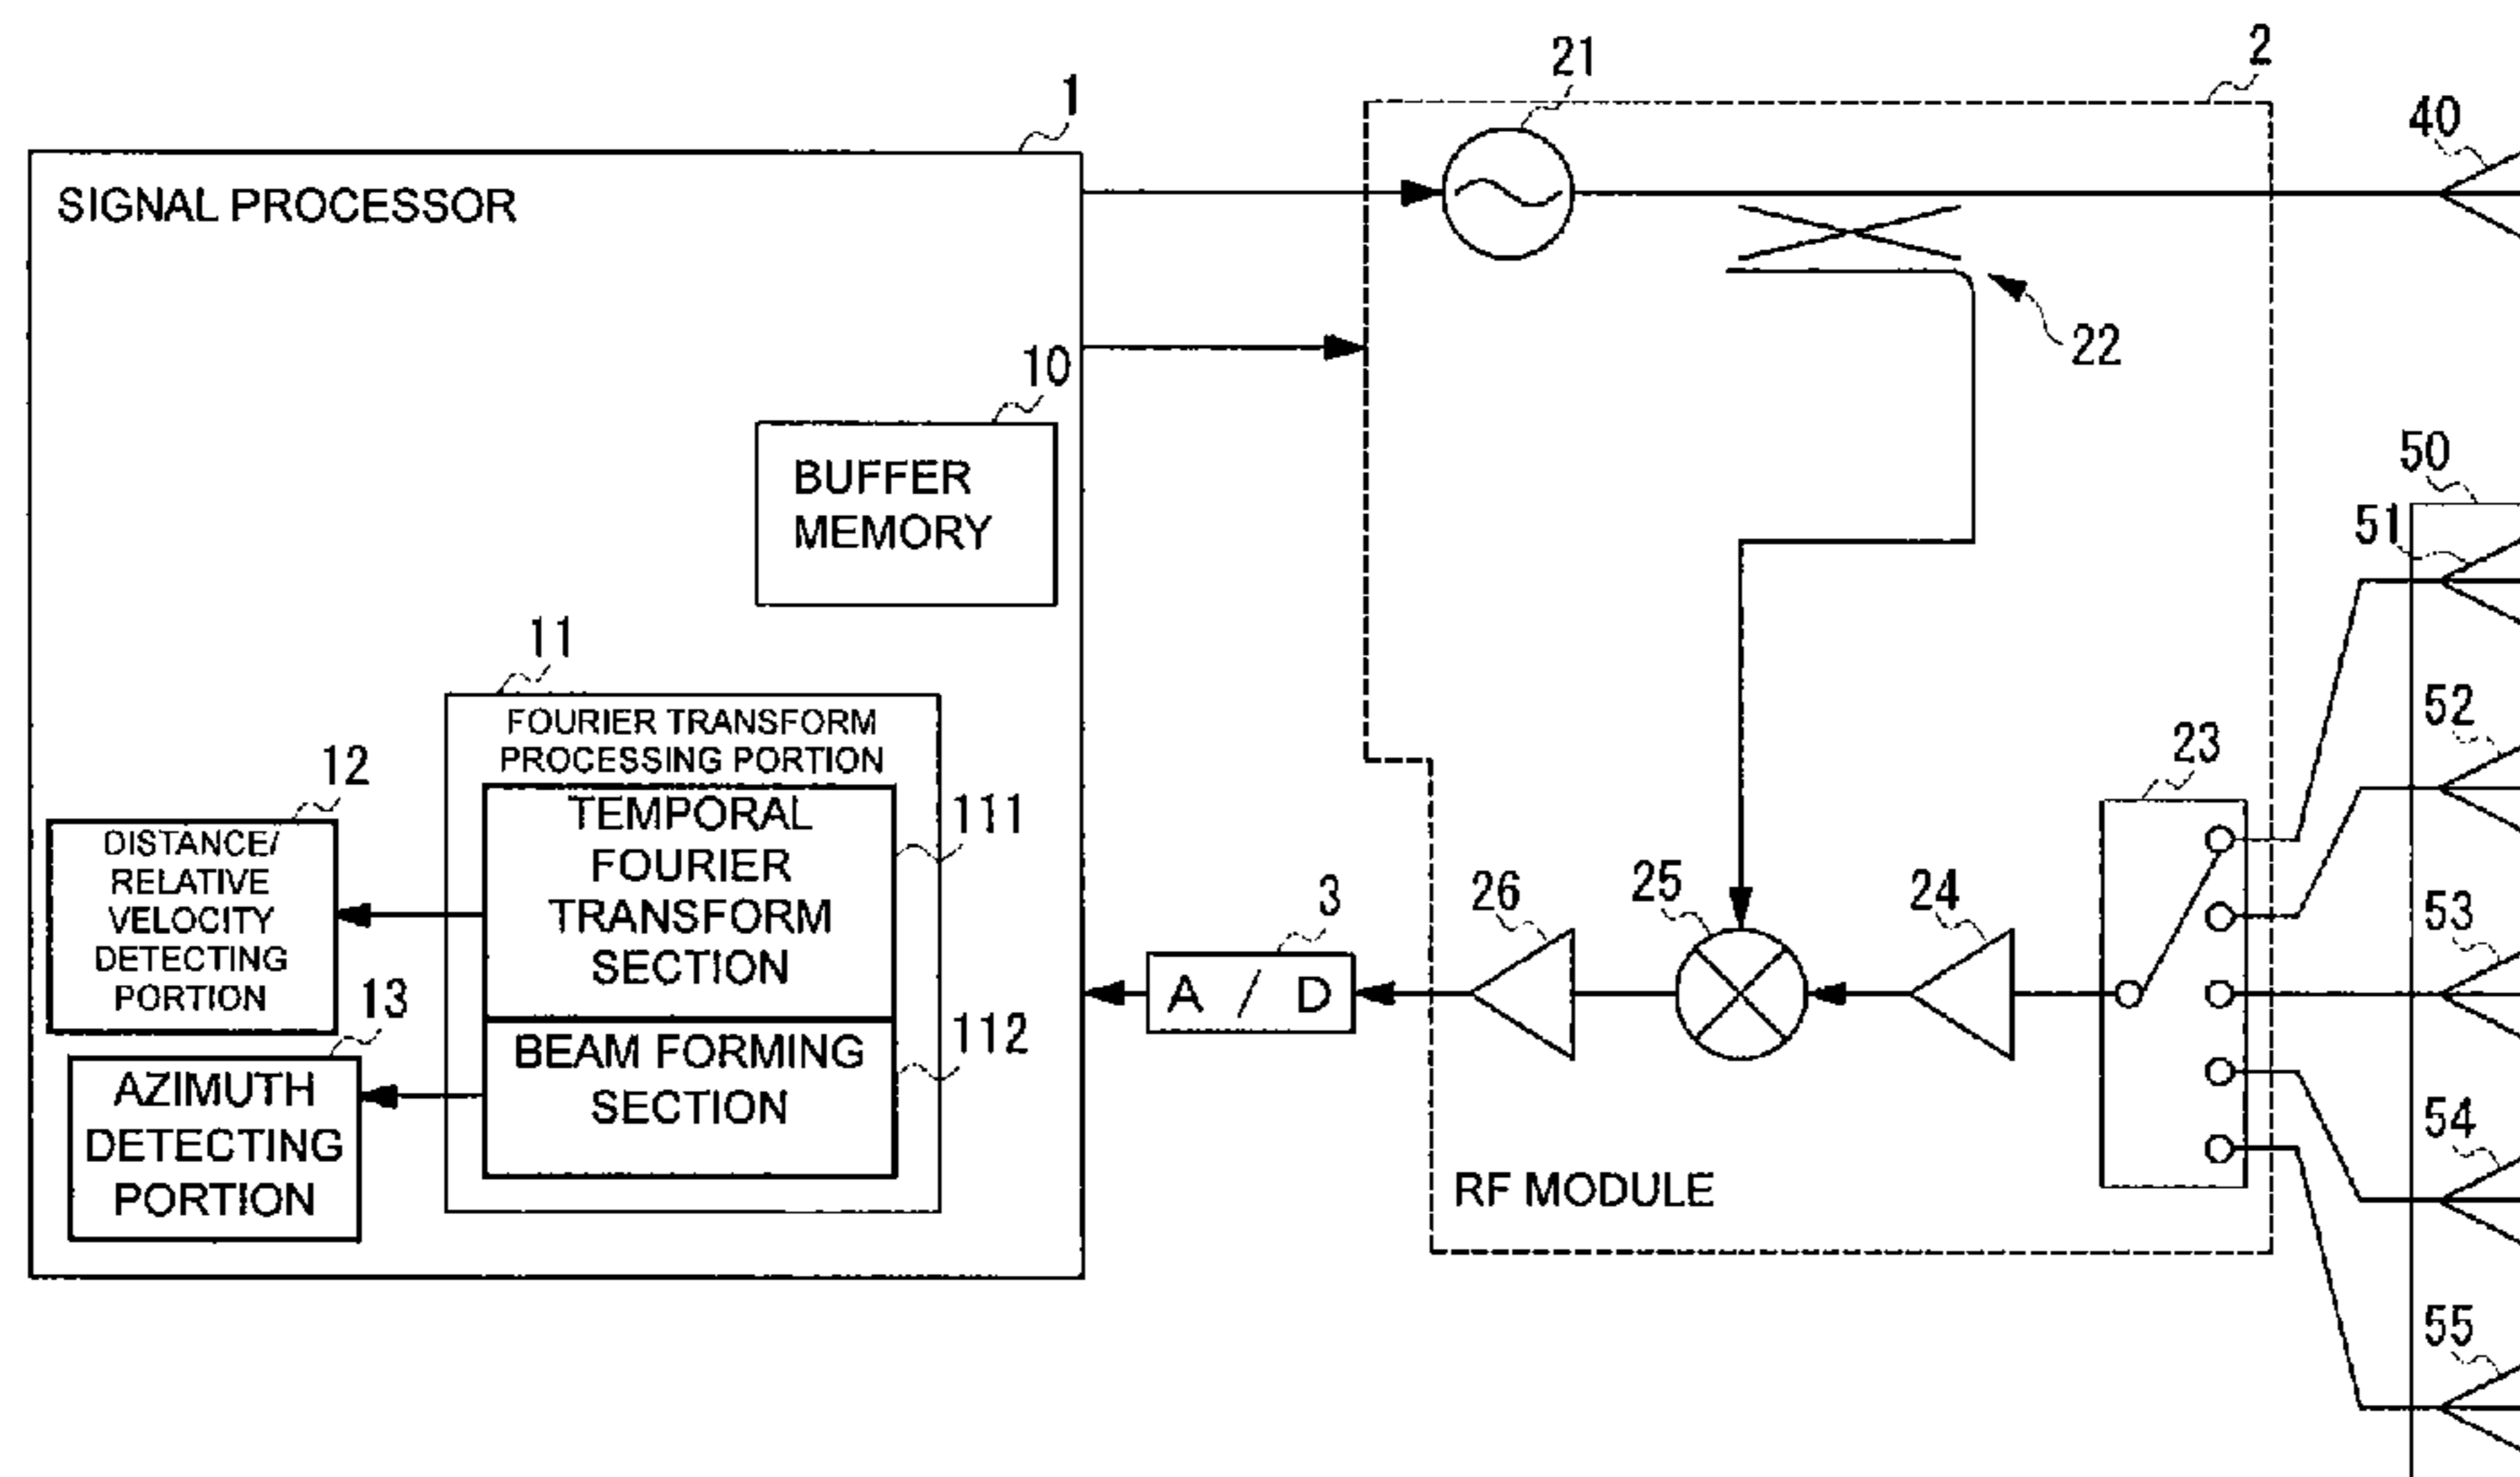 21
2
1
40
SIGNAL PROCESSOR
22
10
BUFFER
MEMORY
50
51
11
FOURIER TRANSFORM
PROCESSING PORTION
52
12
23
TEMPORAL
FOURIER
TRANSFORM
SECTION
111
DISTANCE/
RELATIVE
VELOCITY
DETECTING
PORTION
3
26
25
24
53
13
A / D
BEAM FORMING
SECTION
112
AZIMUTH
DETECTING
PORTION
54
RF MODULE
55